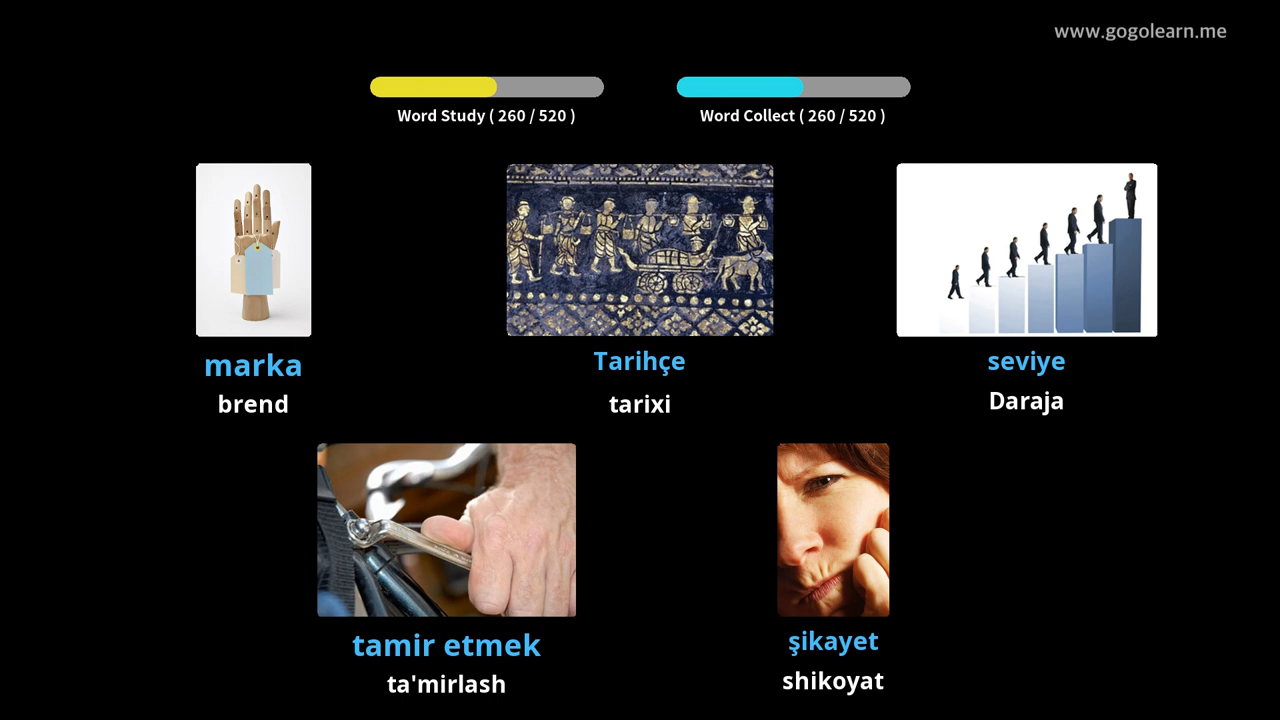 www.gogolearn.me
Word Study ( 260 / 520 )
Word Collect ( 260 / 520 )
marka
brend
Tarihçe
tarixi
seviye
Daraja
tamir etmek
ta'mirlash
şikayet
shikoyat